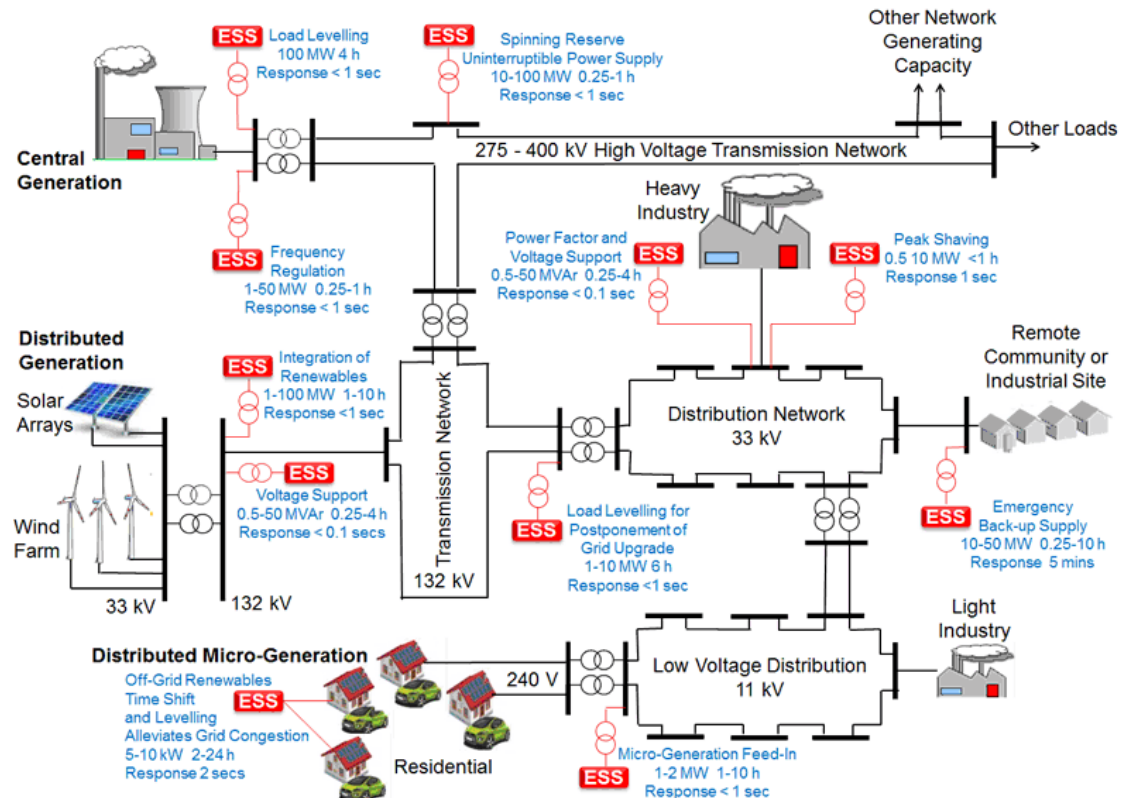 ESS
Load Levelling
100 MW 4 h
Response < 1 sec
ESS
Spinning Reserve
Uninterruptible Power Supply
10-100 MW 0.25-1 h
Response < 1 sec
Other Network
Generating
Capacity
Other Loads
275 - 400 kV High Voltage Transmission Network
Central
Generation
ESS
Frequency
Regulation
1-50 MW 0.25-1 h
Response < 1 sec
Heavy
Industry
Power Factor and
Voltage Support
0.5-50 MVAr 0.25-4 h
Response < 0.1 sec
ESS
ESS
Peak Shaving
0.5 10 MW <1 h
Response 1 sec
Distributed
Generation
Solar
Arrays
Wind
Farm
33 kV
132 kV
ESS
Integration of
Renewables
1-100 MW 1-10 h
Response <1 sec
ESS
Voltage Support
0.5-50 MVAr 0.25-4 h
Response < 0.1 secs
Transmission Network
132 kV
Distribution Network
33 kV
Remote
Community or
Industrial Site
ESS
Load Levelling for
Postponement of
Grid Upgrade
1-10 MW 6 h
Response <1 sec
ESS
Emergency
Back-up Supply
10-50 MW 0.25-10 h
Response 5 mins
Distributed Micro-Generation
Off-Grid Renewables
Time Shift
and Levelling
Alleviates Grid Congestion
5-10 kW 2-24 h
Response 2 secs
ESS
Residential
240 V
Low Voltage Distribution
11 kV
Light
Industry
ESS
Micro-Generation Feed-In
1-2 MW 1-10 h
Response < 1 sec